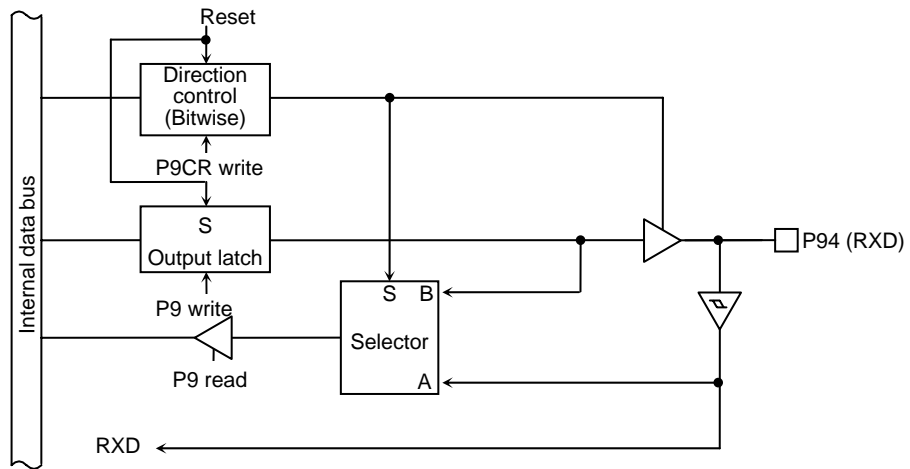 Reset
Direction
control
(Bitwise)
P9CR write
Internal data bus
S
Output latch
P94 (RXD)
P9 write
S B
Selector
A
P9 read
RXD